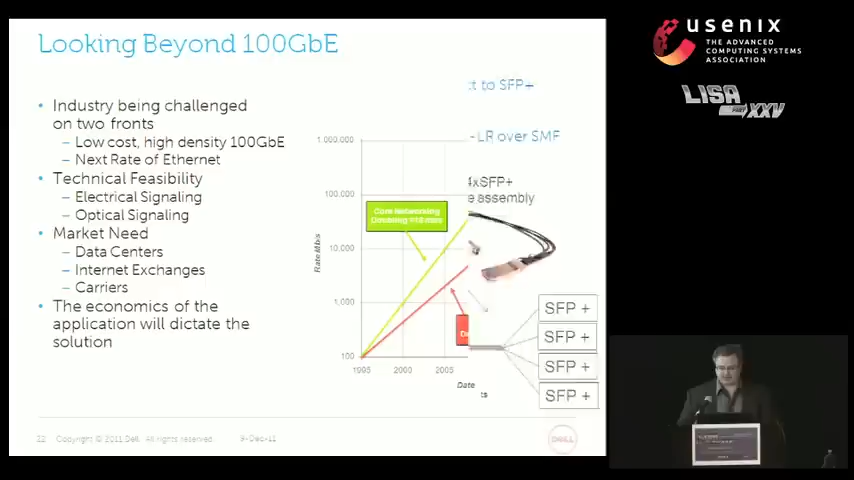 Looking Beyond 100GbE
• Industry being challenged
on two fronts
– Low cost, high density 100GbE
– Next Rate of Ethernet
• Technical Feasibility
– Electrical Signaling
– Optical Signaling
• Market Need
– Data Centers
– Internet Exchanges
– Carriers
• The economics of the
application will dictate the
solution
ct to SFP+
-LR over SMF
4xSFP+
e assembly
1,000,000
100,000
10,000
1,000
100
Rate Mb/s
Core Networking
Doubling ≈18 mos
1995
2000
2005
Date
ts
SFP +
SFP +
SFP +
SFP +
22 Copyright © 2011 Dell. All rights reserved.
9-Dec-11
DELL
usenix
THE ADVANCED
COMPUTING SYSTEMS
ASSOCIATION
LISA
XXV